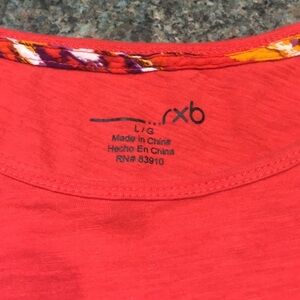 rxb
L / G
Made in China
Hecho En China
RN# 83910